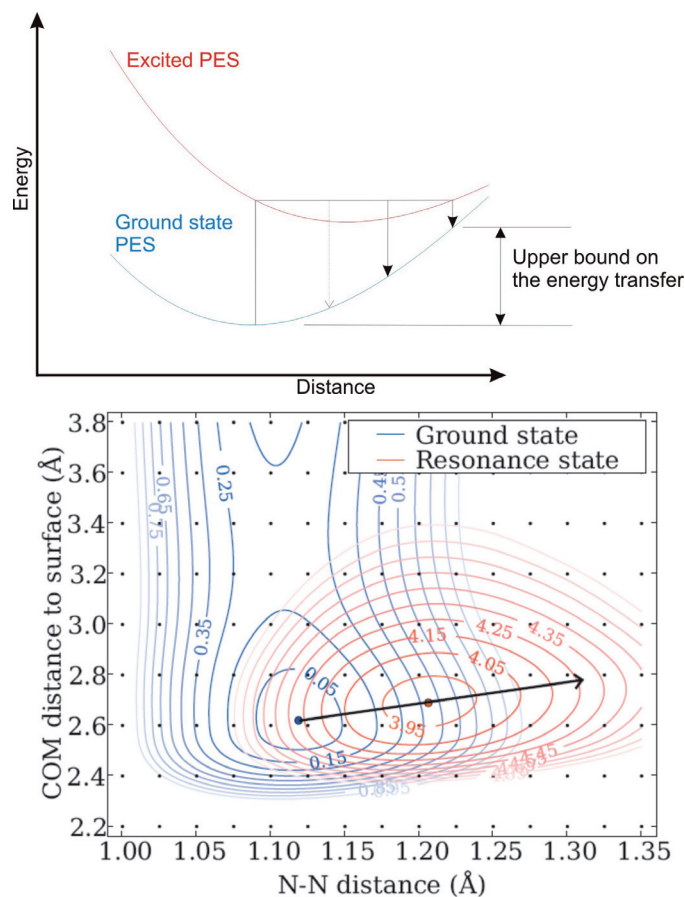 Excited PES
Energy
Ground state
PES
Upper bound on
the energy transfer
Distance
COM distance to surface (Å)
3.8
3.6
3.4
3.2
3.0
2.8
2.6
2.4
2.2
Ground state
Resonance state
0.65
0.75
0.25
0.35
0.05
0.15
4.15
4.25
4.35
4.05
3.95
1.00
1.05
1.10
1.15
1.20
1.25
1.30
1.35
N-N distance (Å)